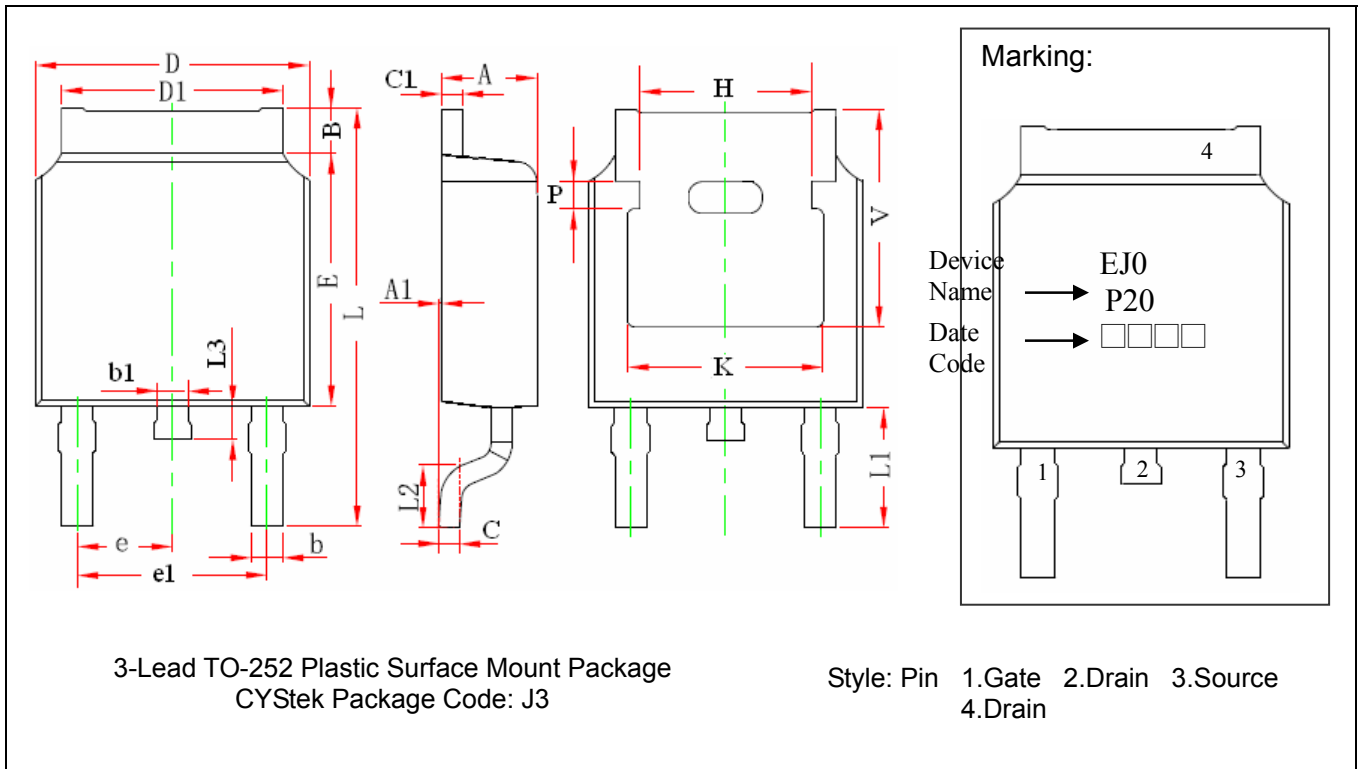 D
D1
B
E
L
L3
b1
e
e1
b
C1
A
A1
L2
C
H
P
V
K
L1
Marking:
4
Device
Name
EJ0
P20
Date
Code
□□□□
1
2
3
3-Lead TO-252 Plastic Surface Mount Package
CYStek Package Code: J3
Style: Pin 1.Gate 2.Drain 3.Source
4.Drain